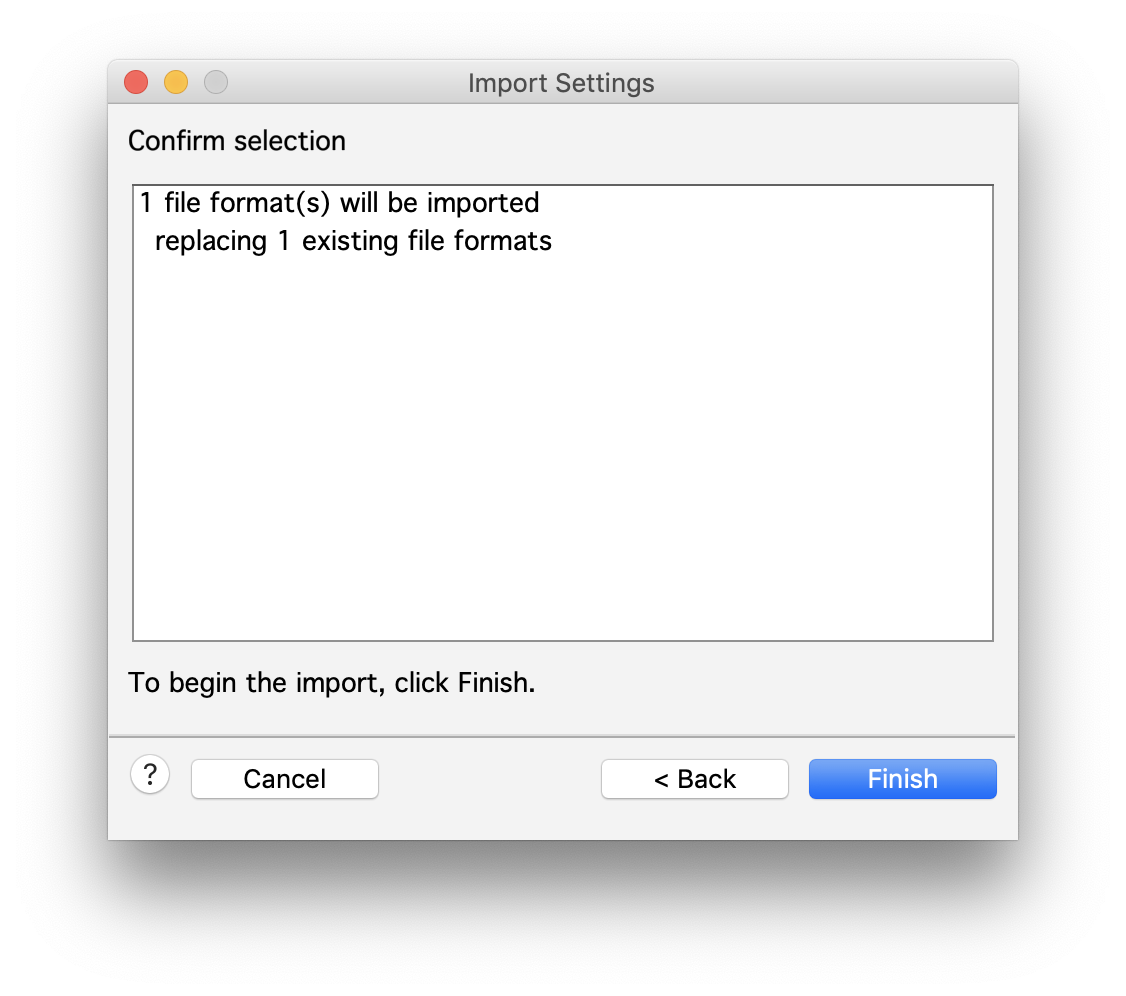 Import Settings
Confirm selection
1 file format(s) will be imported
replacing 1 existing file formats
To begin the import, click Finish.
?
Cancel
< Back
Finish